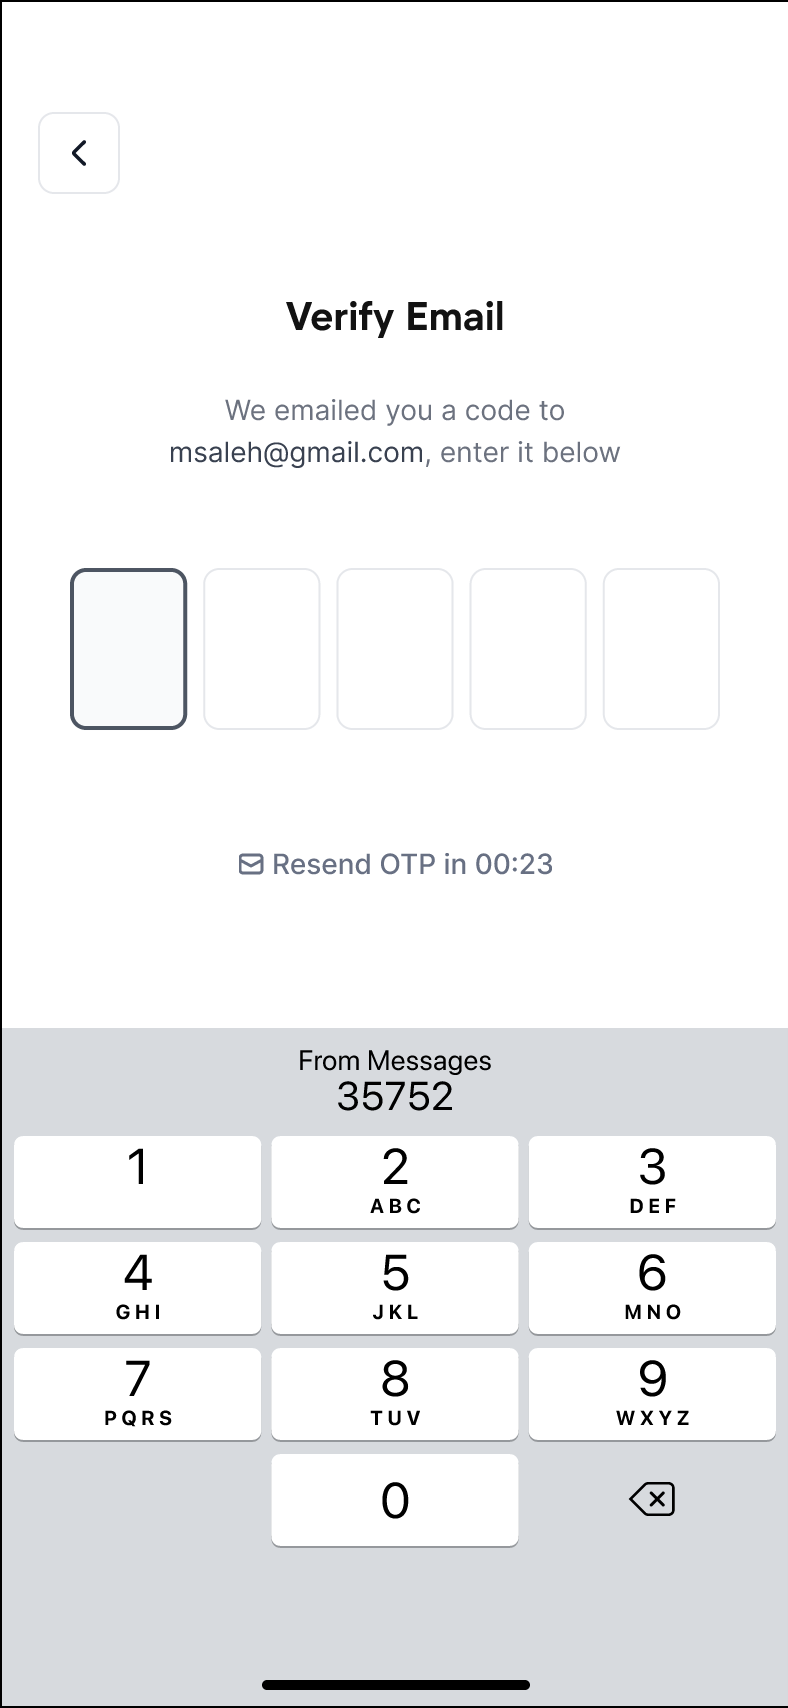 Verify Email
We emailed you a code to
msaleh@gmail.com, enter it below
Resend OTP in 00:23
From Messages
35752
1 2 3
ABC DEF
4 5 6
GHI JKL MNO
7 8 9
PQRS TUV WXYZ
0